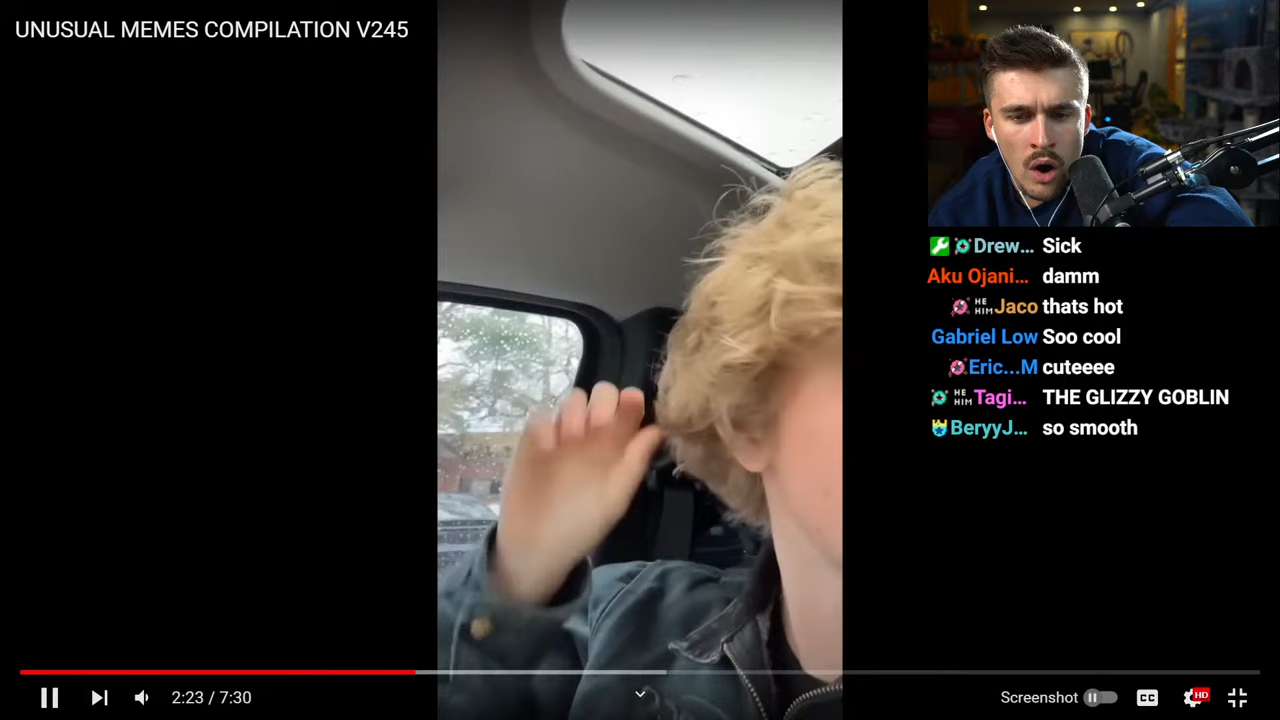 UNUSUAL MEMES COMPILATION V245
Drew... Sick
Aku Ojani... damm
HE HIM Jaco thats hot
Gabriel Low Soo cool
Eric...M cuteeee
HE HIM Tagi... THE GLIZZY GOBLIN
BeryyJ... so smooth
2:23 / 7:30
Screenshot
CC
HD